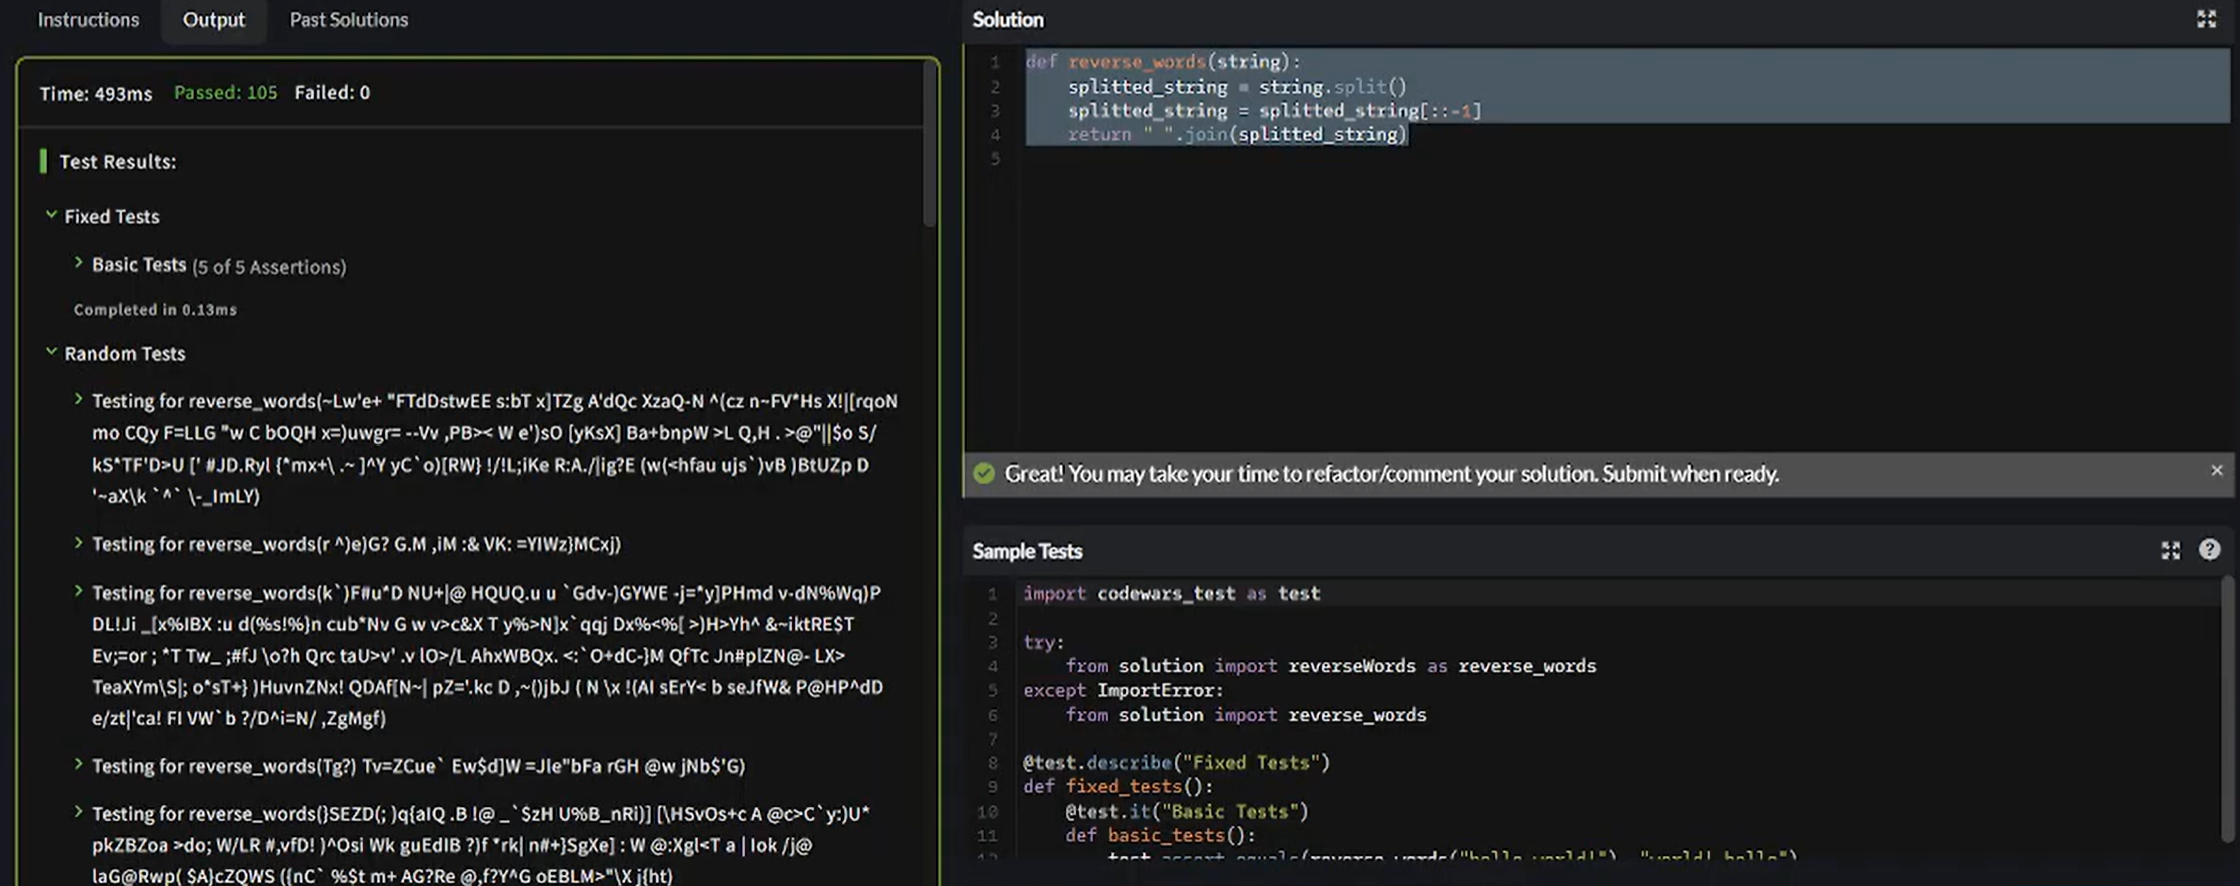 Instructions Output Past Solutions
Time: 493ms Passed: 105 Failed: 0
Test Results:
Fixed Tests
Basic Tests (5 of 5 Assertions)
Completed in 0.13ms
Random Tests
Testing for reverse_words(~Lw'e+ "FTdDstwEE s:bT x]TZg A'dQc XzaQ-N ^(cz n~FV*Hs X!|[rqoN
mo CQy F=LLG "w C bOQH x=)uwgr= --Vv ,PB>< W e')sO [yKsX] Ba+bnpW >L Q,H . >@"||$o S/
kS*TF'D>U [' #JD.Ryl {*mx+\ .~ ]^Y yC`o)[RW} !/!L;iKe R:A./|ig?E (w(<hfau ujs`)vB )BtUZp D
'~aX\k `^` \-_ImLY)
Testing for reverse_words(r ^)e)G? G.M ,iM :& VK: =YIWz}MCxj)
Testing for reverse_words(k`)F#u*D NU+|@ HQUQ.u u `Gdv-)GYWE -j=*y]PHmd v-dN%Wq)P
DL!Ji _[x%IBX :u d(%s!%}n cub*Nv G w v>c&X T y%>N]x`qqj Dx%<%[ >)H>Yh^ &~iktRE$T
Ev;=or ; *T Tw_ ;#fJ \o?h Qrc taU>v' .v lO>/L AhxWBQx. <:`O+dC-}M QfTc Jn#plZN@- LX>
TeaXYm\S|; o*sT+} )HuvnZNx! QDAf[N~| pZ='.kc D ,~()jbJ ( N \x !(AI sErY< b seJfW& P@HP^dD
e/zt|'ca! FI VW`b ?/D^i=N/ ,ZgMgf)
Testing for reverse_words(Tg?) Tv=ZCue` Ew$d]W =Jle"bFa rGH @w jNb$'G)
Testing for reverse_words(}SEZD(; )q{aIQ .B !@ _`$zH U%B_nRi)] [\HSvOs+c A @c>C`y:)U*
pkZBZoa >do; W/LR #,vfD! )^Osi Wk guEdIB ?)f *rk| n#+}SgXe] : W @:Xgl<T a | Iok /j@
laG@Rwp( $A}cZQWS ({nC` %$t m+ AG?Re @,f?Y^G oEBLM>"\X j{ht)
Solution
1 def reverse_words(string):
2 splitted_string = string.split()
3 splitted_string = splitted_string[::-1]
4 return " ".join(splitted_string)
5
Great! You may take your time to refactor/comment your solution. Submit when ready.
Sample Tests
1 import codewars_test as test
2
3 try:
4 from solution import reverseWords as reverse_words
5 except ImportError:
6 from solution import reverse_words
7
8 @test.describe("Fixed Tests")
9 def fixed_tests():
10 @test.it("Basic Tests")
11 def basic_tests():
12 test.assert_equals(reverse_words("hello world!"), "world! hello")